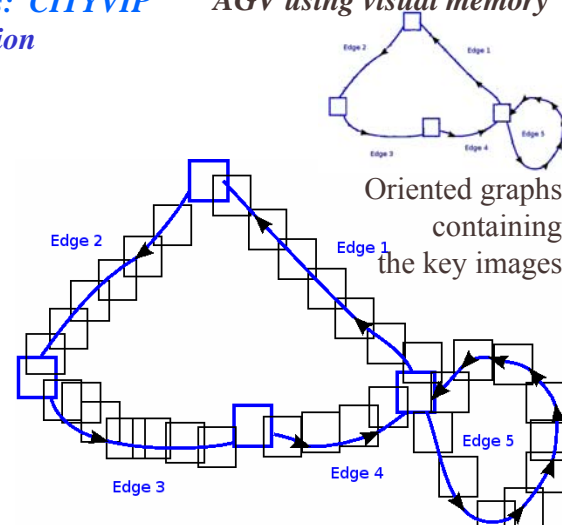 : CITYVIP
AGV using visual memory
ion
Edge 2
Edge 1
Edge 5
Edge 3
Edge 4
Oriented graphs
containing
the key images
Edge 2
Edge 1
Edge 5
Edge 4
Edge 3